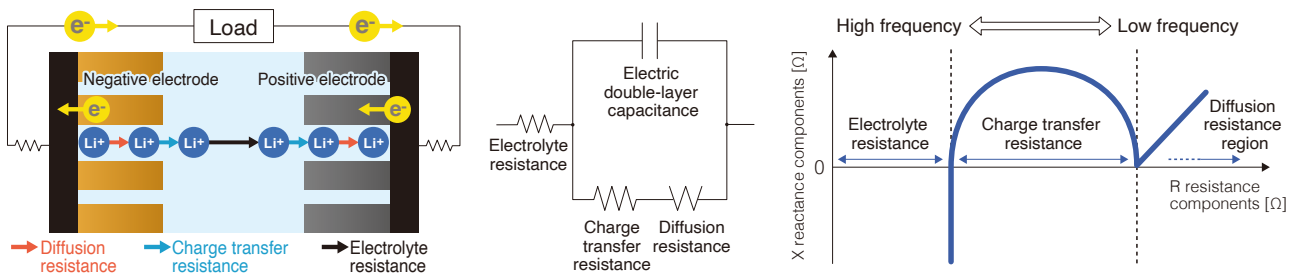 e-
Load
e-
Negative electrode
Positive electrode
e-
e-
Li+
Li+
Li+
Li+
Li+
Li+
Diffusion
resistance
Charge transfer
resistance
Electrolyte
resistance
Electric
double-layer
capacitance
Electrolyte
resistance
Charge
transfer
resistance
Diffusion
resistance
High frequency
Low frequency
X reactance components [Ω]
0
Electrolyte
resistance
Charge transfer
resistance
Diffusion
resistance
region
R resistance
components [Ω]